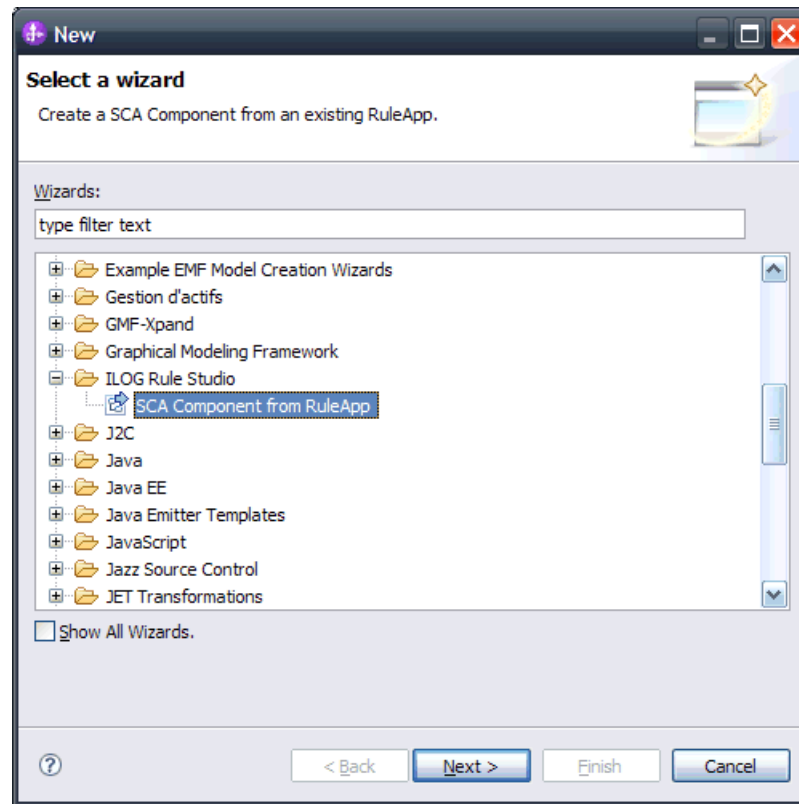 New
Select a wizard
Create a SCA Component from an existing RuleApp.
Wizards:
type filter text
Example EMF Model Creation Wizards
Gestion d'actifs
GMF-Xpand
Graphical Modeling Framework
ILOG Rule Studio
SCA Component from RuleApp
J2C
Java
Java EE
Java Emitter Templates
JavaScript
Jazz Source Control
JET Transformations
Show All Wizards.
? < Back Next > Finish Cancel